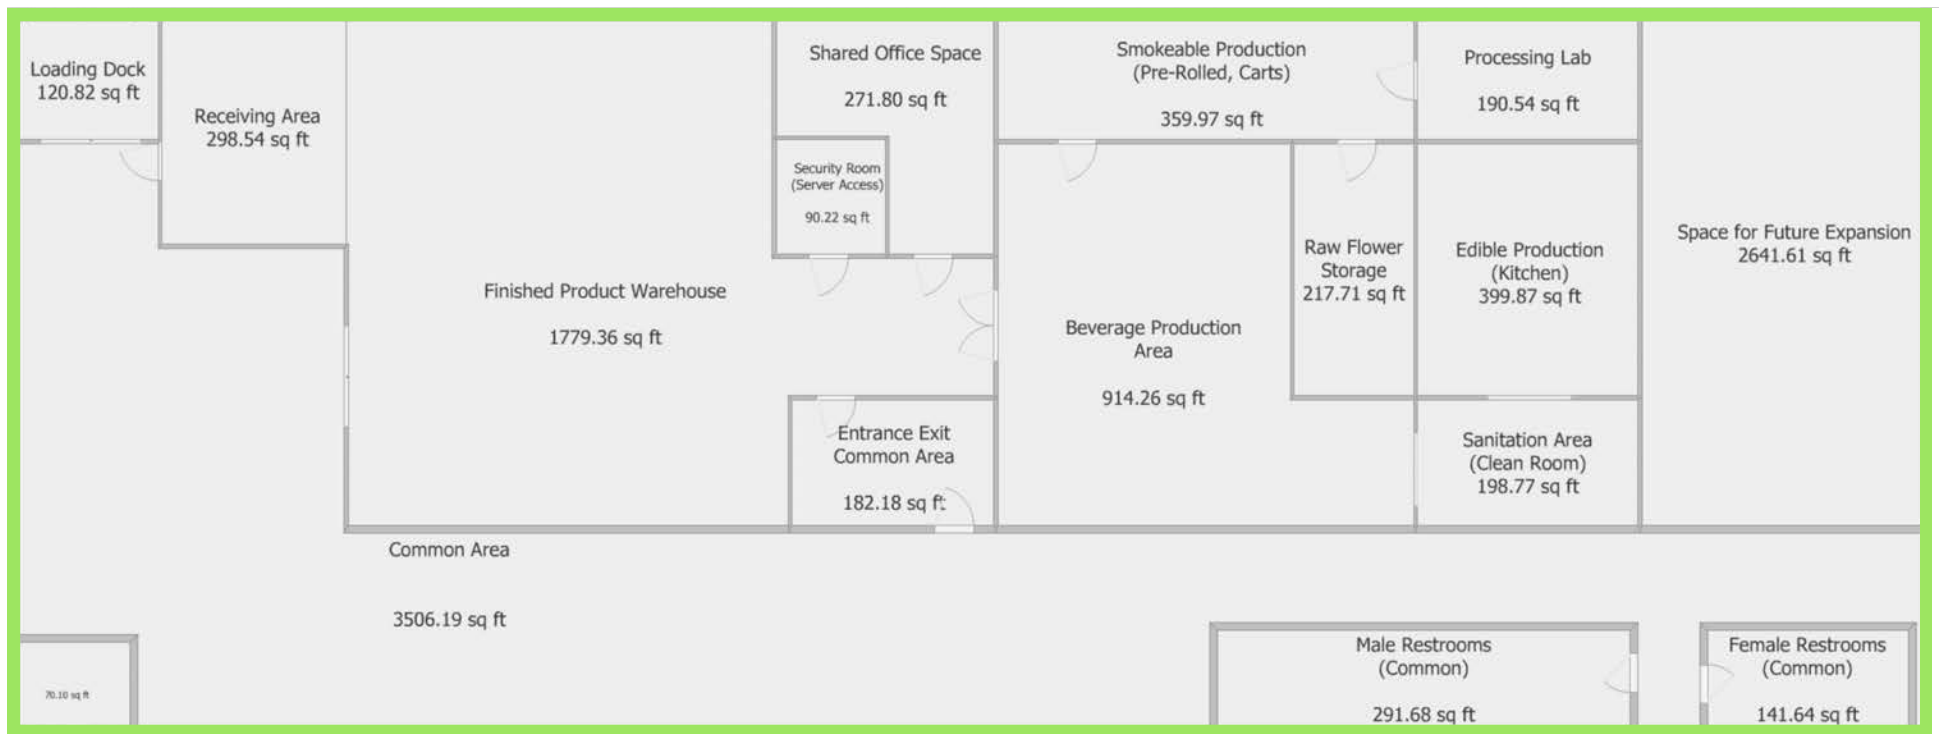 Loading Dock
120.82 sq ft
Receiving Area
298.54 sq ft
Shared Office Space
271.80 sq ft
Security Room
(Server Access)
90.22 sq ft
Smokeable Production
(Pre-Rolled, Carts)
359.97 sq ft
Processing Lab
190.54 sq ft
Finished Product Warehouse
1779.36 sq ft
Beverage Production
Area
914.26 sq ft
Raw Flower
Storage
217.71 sq ft
Edible Production
(Kitchen)
399.87 sq ft
Space for Future Expansion
2641.61 sq ft
Entrance Exit
Common Area
182.18 sq ft
Sanitation Area
(Clean Room)
198.77 sq ft
Common Area
3506.19 sq ft
70.10 sq ft
Male Restrooms
(Common)
291.68 sq ft
Female Restrooms
(Common)
141.64 sq ft